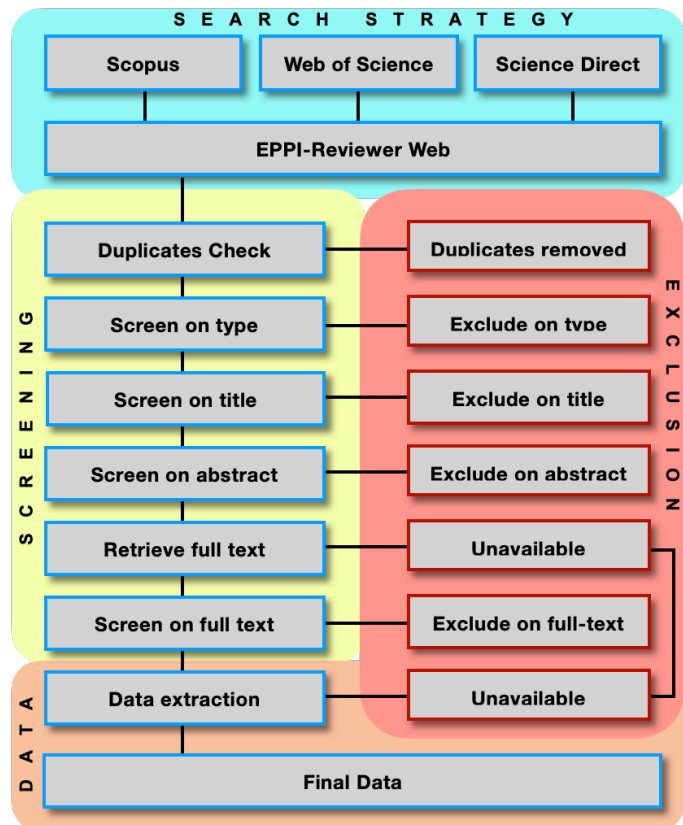 SEARCH STRATEGY
Scopus
Web of Science
Science Direct
EPPI-Reviewer Web
SCREENING
EXCLUSION
Duplicates Check
Duplicates removed
Screen on type
Exclude on type
Screen on title
Exclude on title
Screen on abstract
Exclude on abstract
Retrieve full text
Unavailable
Screen on full text
Exclude on full-text
DATA
Data extraction
Unavailable
Final Data